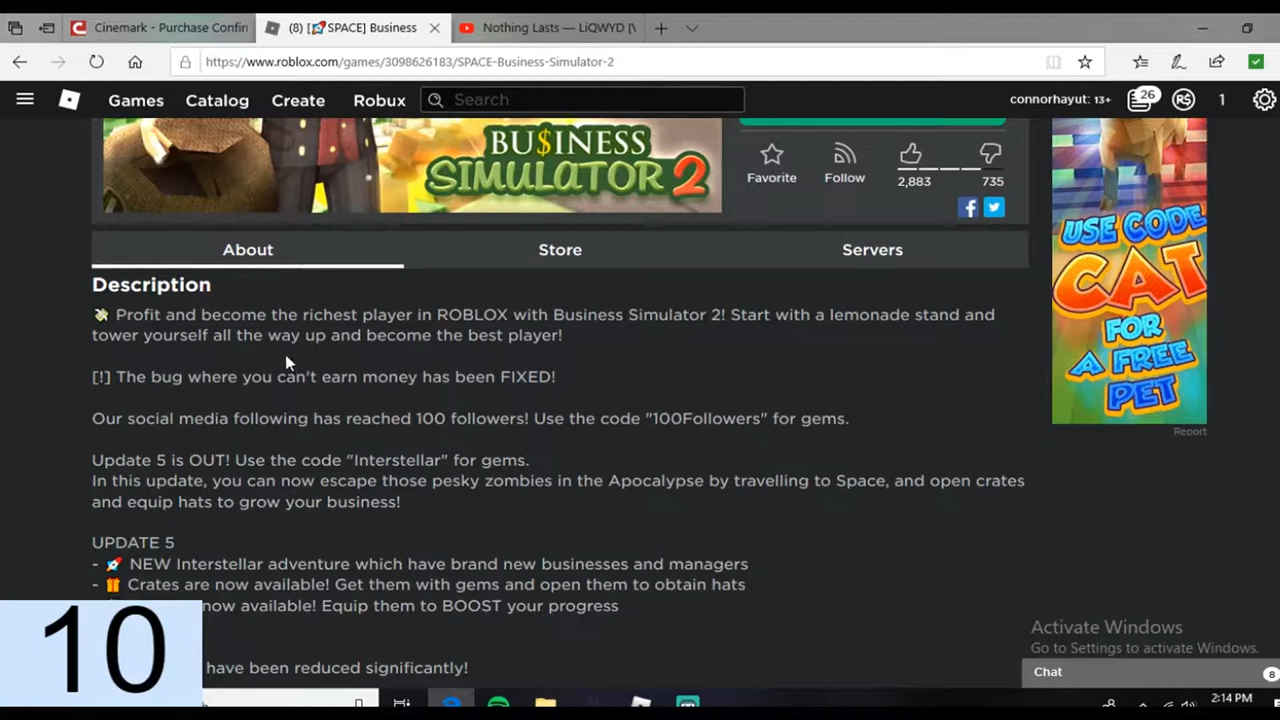 Cinemark - Purchase Confirm
(8) [🚀SPACE] Business
Nothing Lasts — LiQWYD (\
https://www.roblox.com/games/3098626183/SPACE-Business-Simulator-2
Games Catalog Create Robux Search connorhayut: 13+ 26 1
BU$INESS
SIMULATOR 2
Favorite Follow 2,883 735
About Store Servers
Description
💸 Profit and become the richest player in ROBLOX with Business Simulator 2! Start with a lemonade stand and
tower yourself all the way up and become the best player!
[!] The bug where you can't earn money has been FIXED!
Our social media following has reached 100 followers! Use the code "100Followers" for gems.
Update 5 is OUT! Use the code "Interstellar" for gems.
In this update, you can now escape those pesky zombies in the Apocalypse by travelling to Space, and open crates
and equip hats to grow your business!
UPDATE 5
- 🚀 NEW Interstellar adventure which have brand new businesses and managers
- 🎁 Crates are now available! Get them with gems and open them to obtain hats
now available! Equip them to BOOST your progress
have been reduced significantly!
10
USE CODE
CAT
FOR
A FREE
PET
Report
Activate Windows
Go to Settings to activate Windows.
Chat 8
2:14 PM